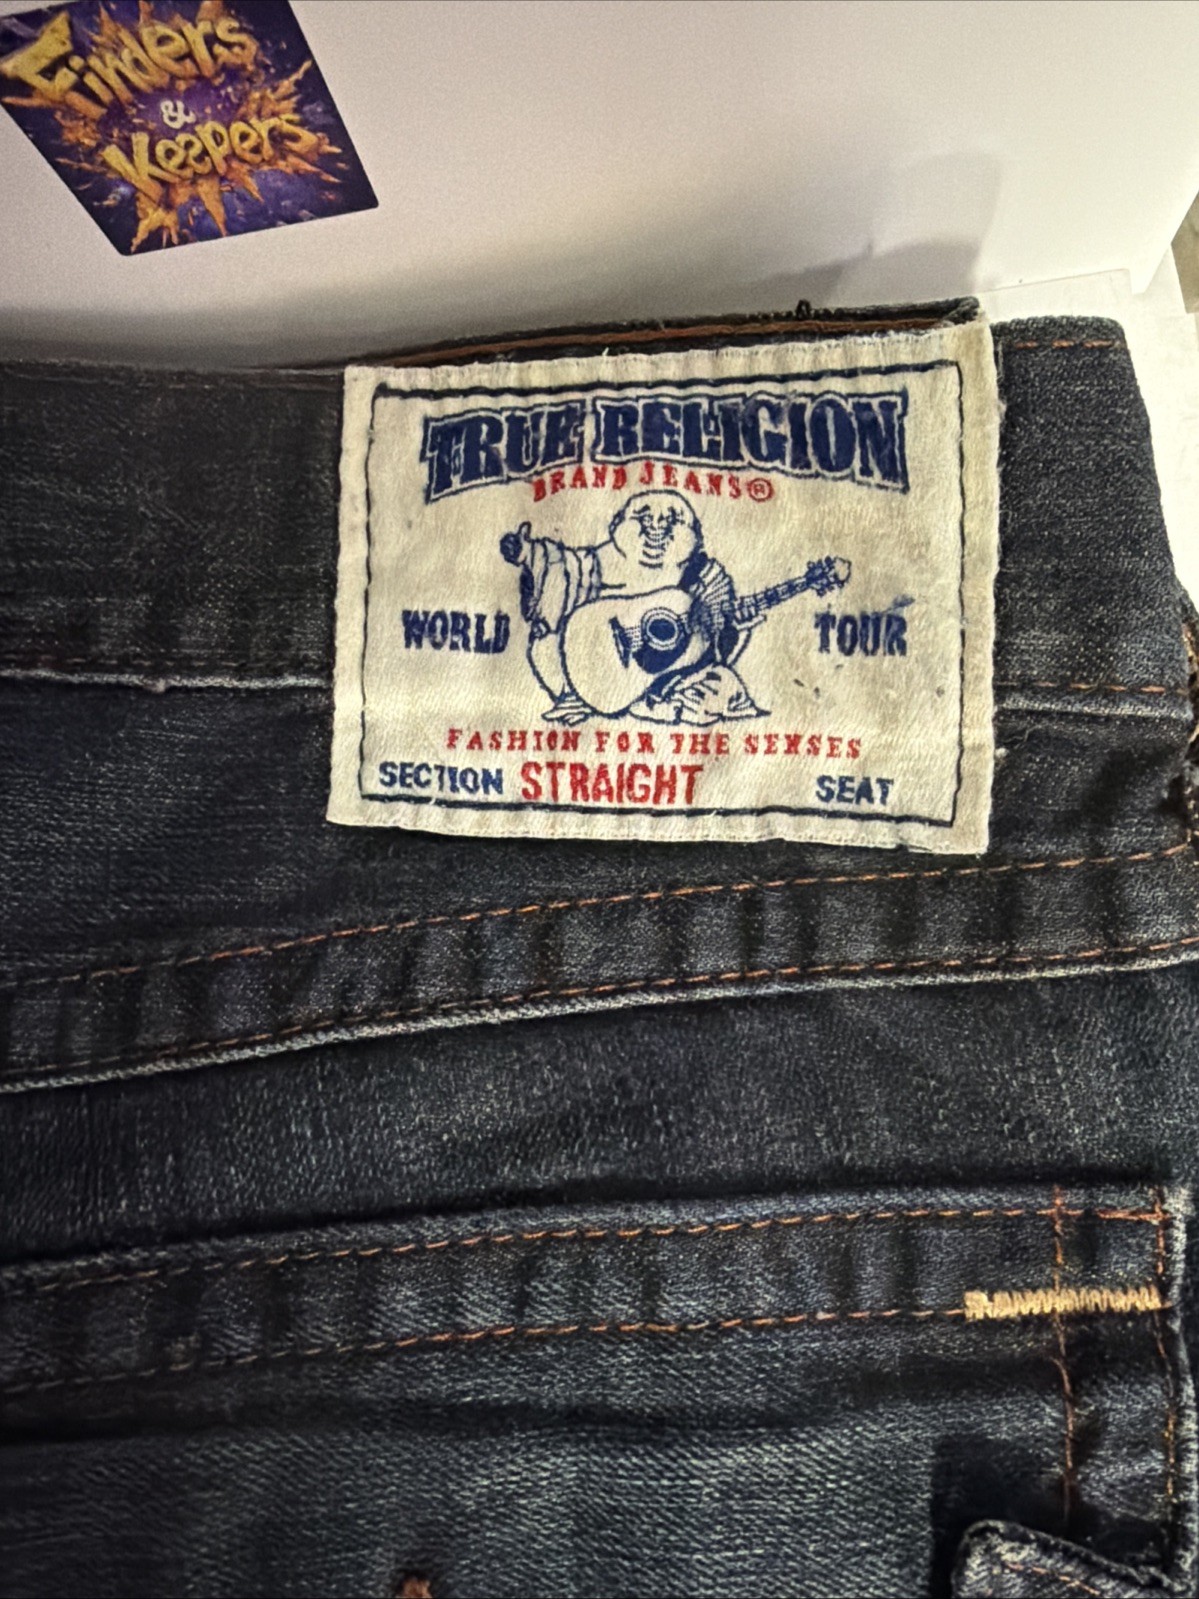 Finders
&
Keepers
TRUE RELIGION
BRAND JEANS®
WORLD TOUR
FASHION FOR THE SENSES
SECTION STRAIGHT SEAT